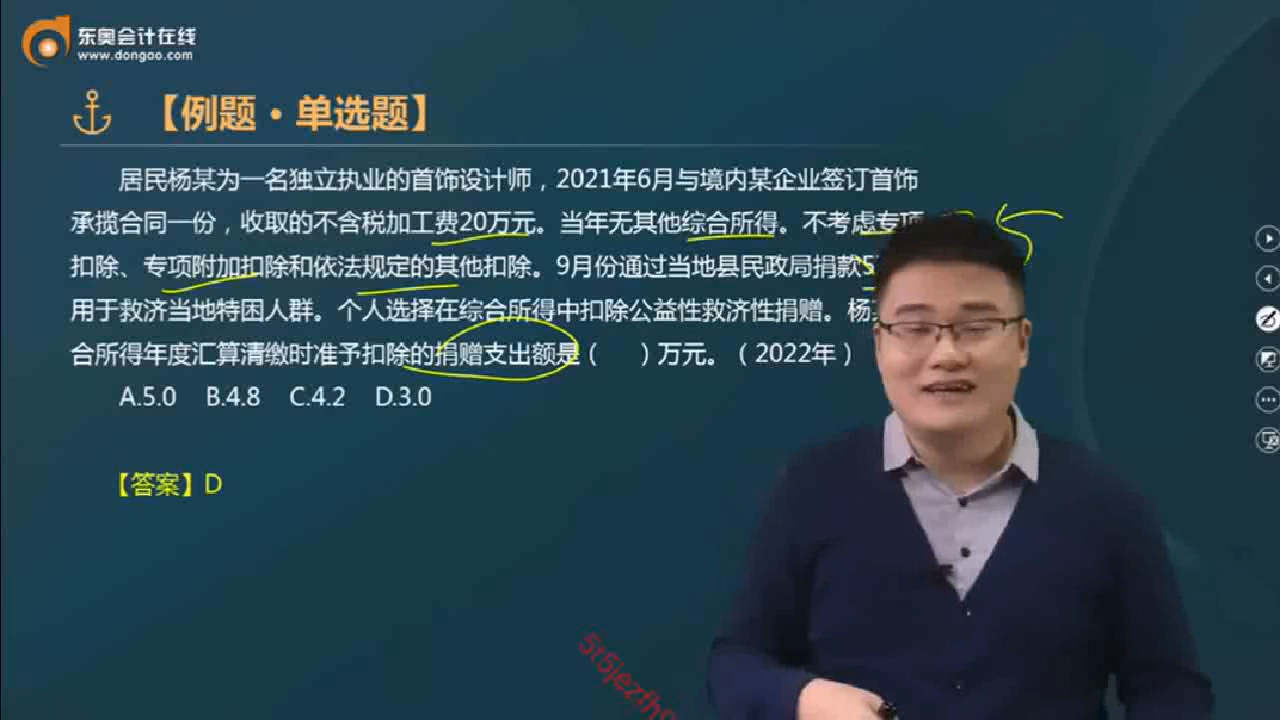 东奥会计在线
www.dongao.com
【例题·单选题】
居民杨某为一名独立执业的首饰设计师，2021年6月与境内某企业签订首饰
承揽合同一份，收取的不含税加工费20万元。当年无其他综合所得。不考虑专项
扣除、专项附加扣除和依法规定的其他扣除。9月份通过当地县民政局捐款5
用于救济当地特困人群。个人选择在综合所得中扣除公益性救济性捐赠。杨某
合所得年度汇算清缴时准予扣除的捐赠支出额是（ ）万元。（2022年）
A.5.0 B.4.8 C.4.2 D.3.0
【答案】D
5t5jezfh